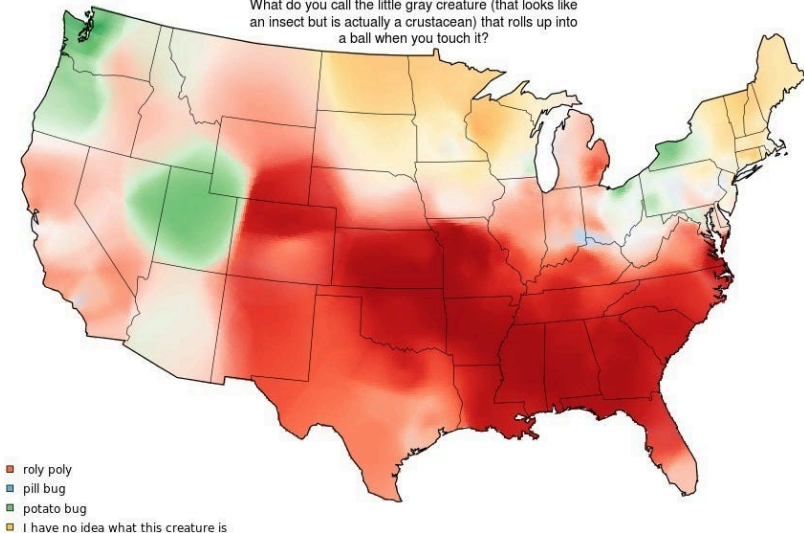 What do you call the little gray creature (that looks like
an insect but is actually a crustacean) that rolls up into
a ball when you touch it?
roly poly
pill bug
potato bug
I have no idea what this creature is